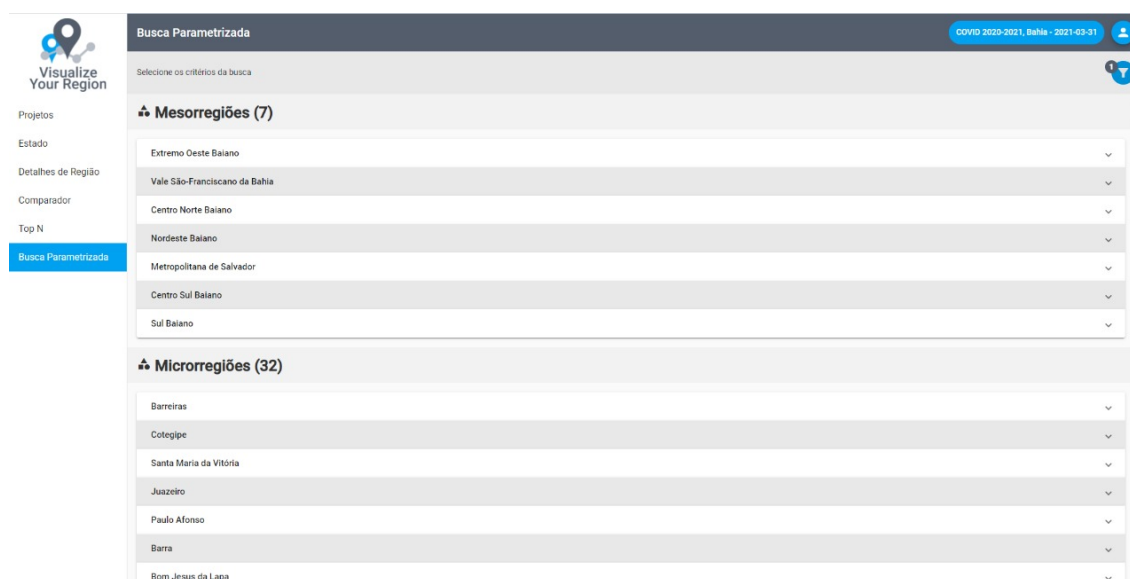 Visualize
Your Region
Projetos
Estado
Detalhes de Região
Comparador
Top N
Busca Parametrizada
Busca Parametrizada
COVID 2020-2021, Bahia - 2021-03-31
Selecione os critérios da busca
1
Mesorregiões (7)
Extremo Oeste Baiano
Vale São-Franciscano da Bahia
Centro Norte Baiano
Nordeste Baiano
Metropolitana de Salvador
Centro Sul Baiano
Sul Baiano
Microrregiões (32)
Barreiras
Cotegipe
Santa Maria da Vitória
Juazeiro
Paulo Afonso
Barra
Bom Jesus da Lapa